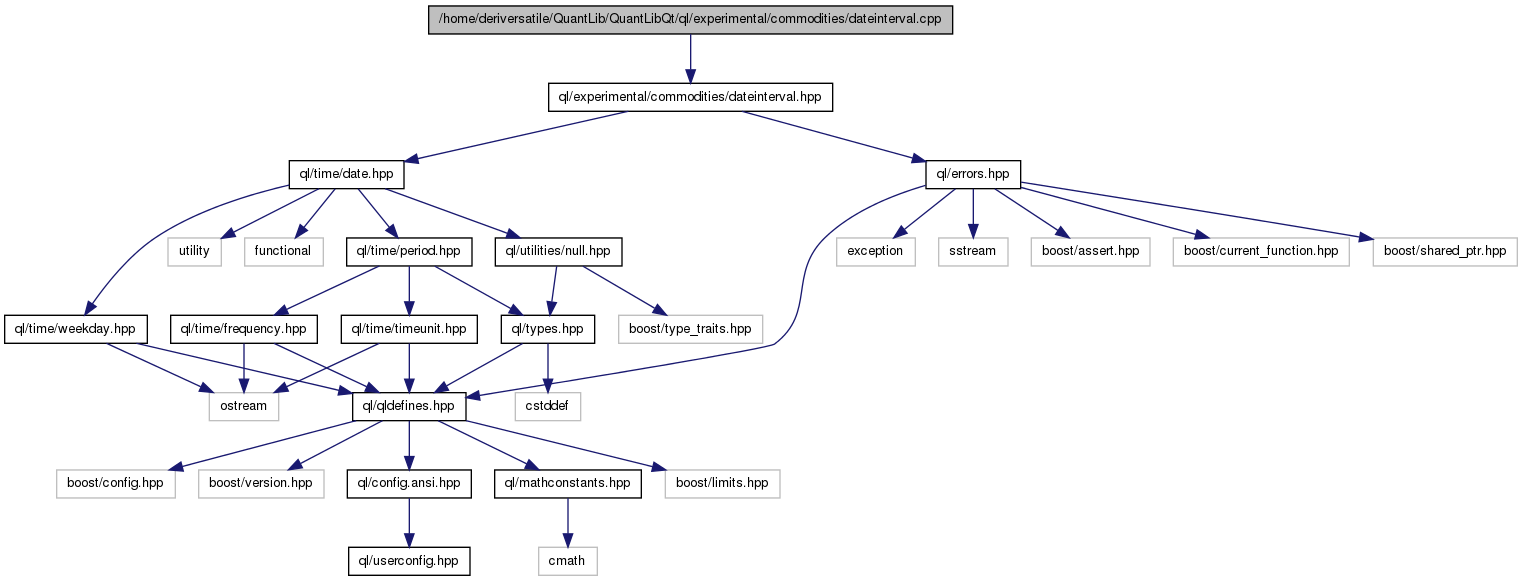 /home/deriversatile/QuantLib/QuantLibQt/ql/experimental/commodities/dateinterval.cpp
ql/experimental/commodities/dateinterval.hpp
ql/time/date.hpp
ql/errors.hpp
utility
functional
ql/time/period.hpp
ql/utilities/null.hpp
exception
sstream
boost/assert.hpp
boost/current_function.hpp
boost/shared_ptr.hpp
ql/time/weekday.hpp
ql/time/frequency.hpp
ql/time/timeunit.hpp
ql/types.hpp
boost/type_traits.hpp
ostream
ql/qldefines.hpp
cstddef
boost/config.hpp
boost/version.hpp
ql/config.ansi.hpp
ql/mathconstants.hpp
boost/limits.hpp
ql/userconfig.hpp
cmath